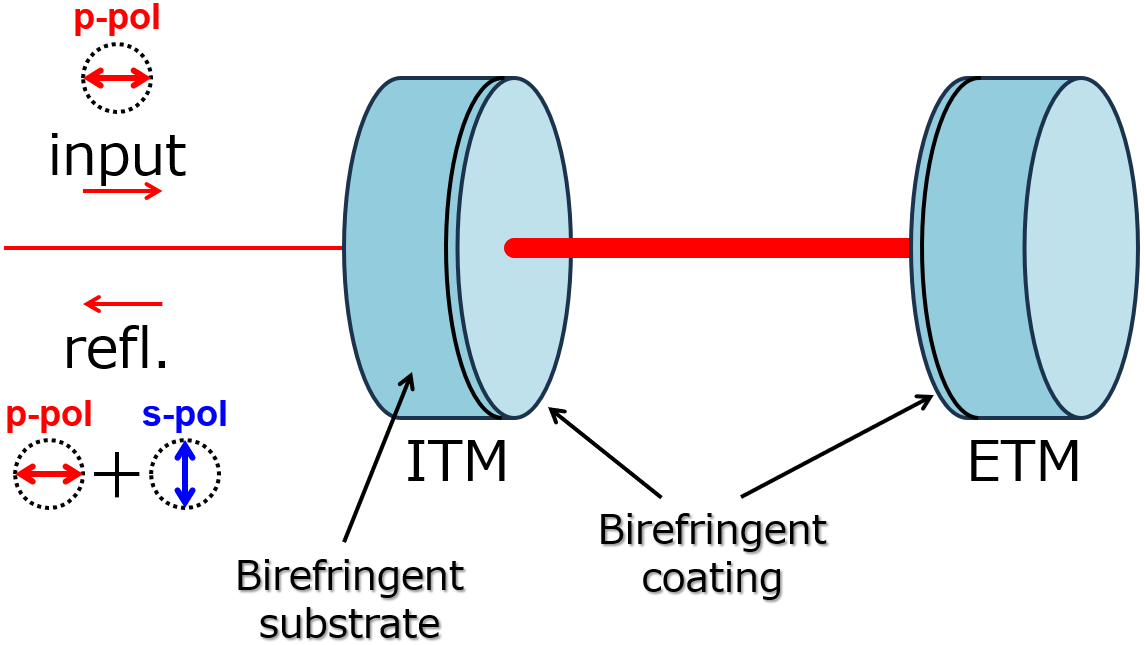 p-pol
input
refl.
p-pol s-pol
+
ITM
ETM
Birefringent
substrate
Birefringent
coating